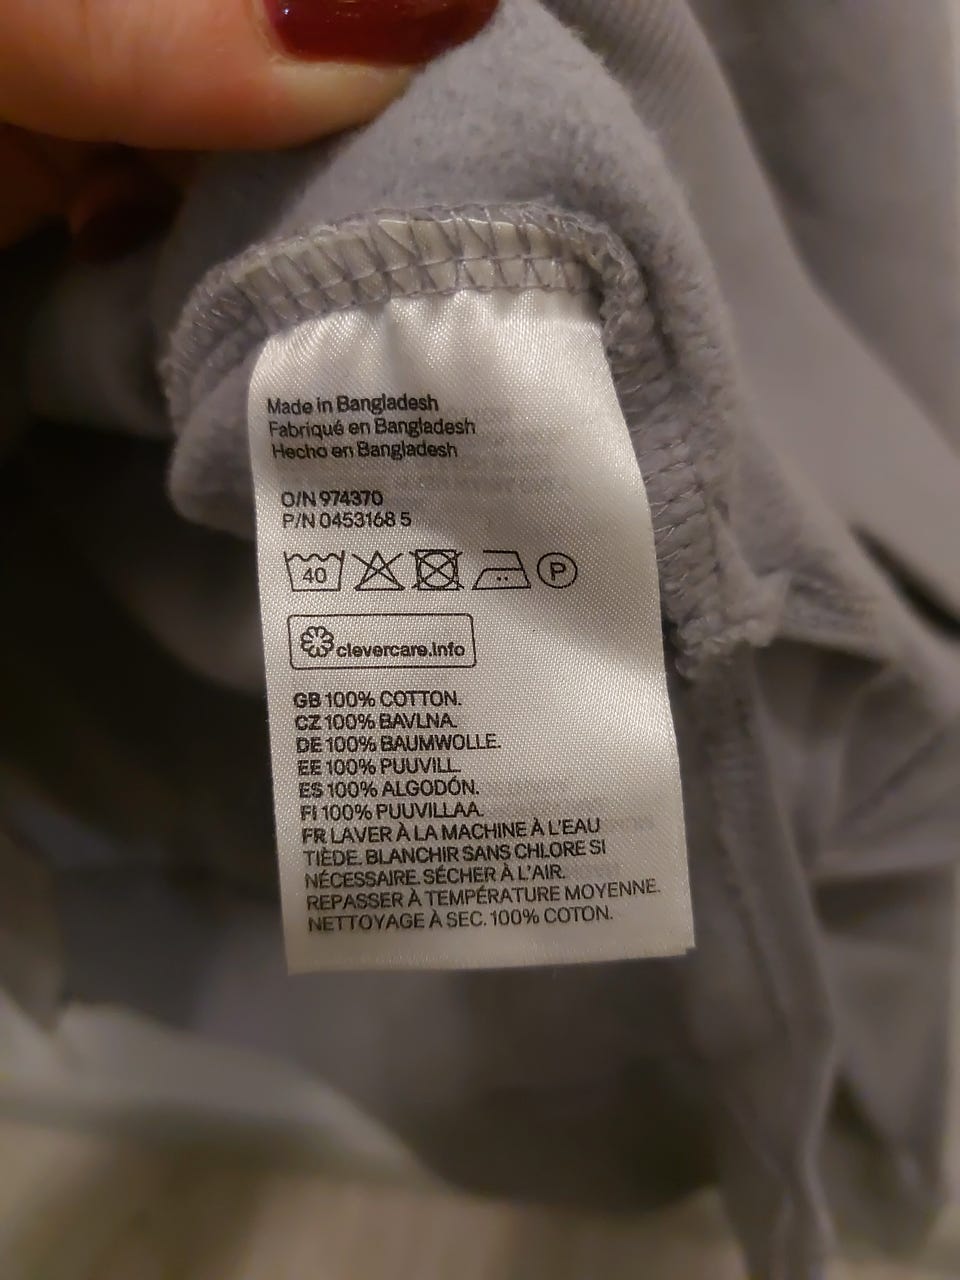 Made in Bangladesh
Fabriqué en Bangladesh
Hecho en Bangladesh
O/N 974370
P/N 0453168 5
40 P
clevercare.info
GB 100% COTTON.
CZ 100% BAVLNA.
DE 100% BAUMWOLLE.
EE 100% PUUVILL.
ES 100% ALGODÓN.
FI 100% PUUVILLAA.
FR LAVER À LA MACHINE À L'EAU
TIÈDE. BLANCHIR SANS CHLORE SI
NÉCESSAIRE. SÉCHER À L'AIR.
REPASSER À TEMPÉRATURE MOYENNE.
NETTOYAGE À SEC. 100% COTON.